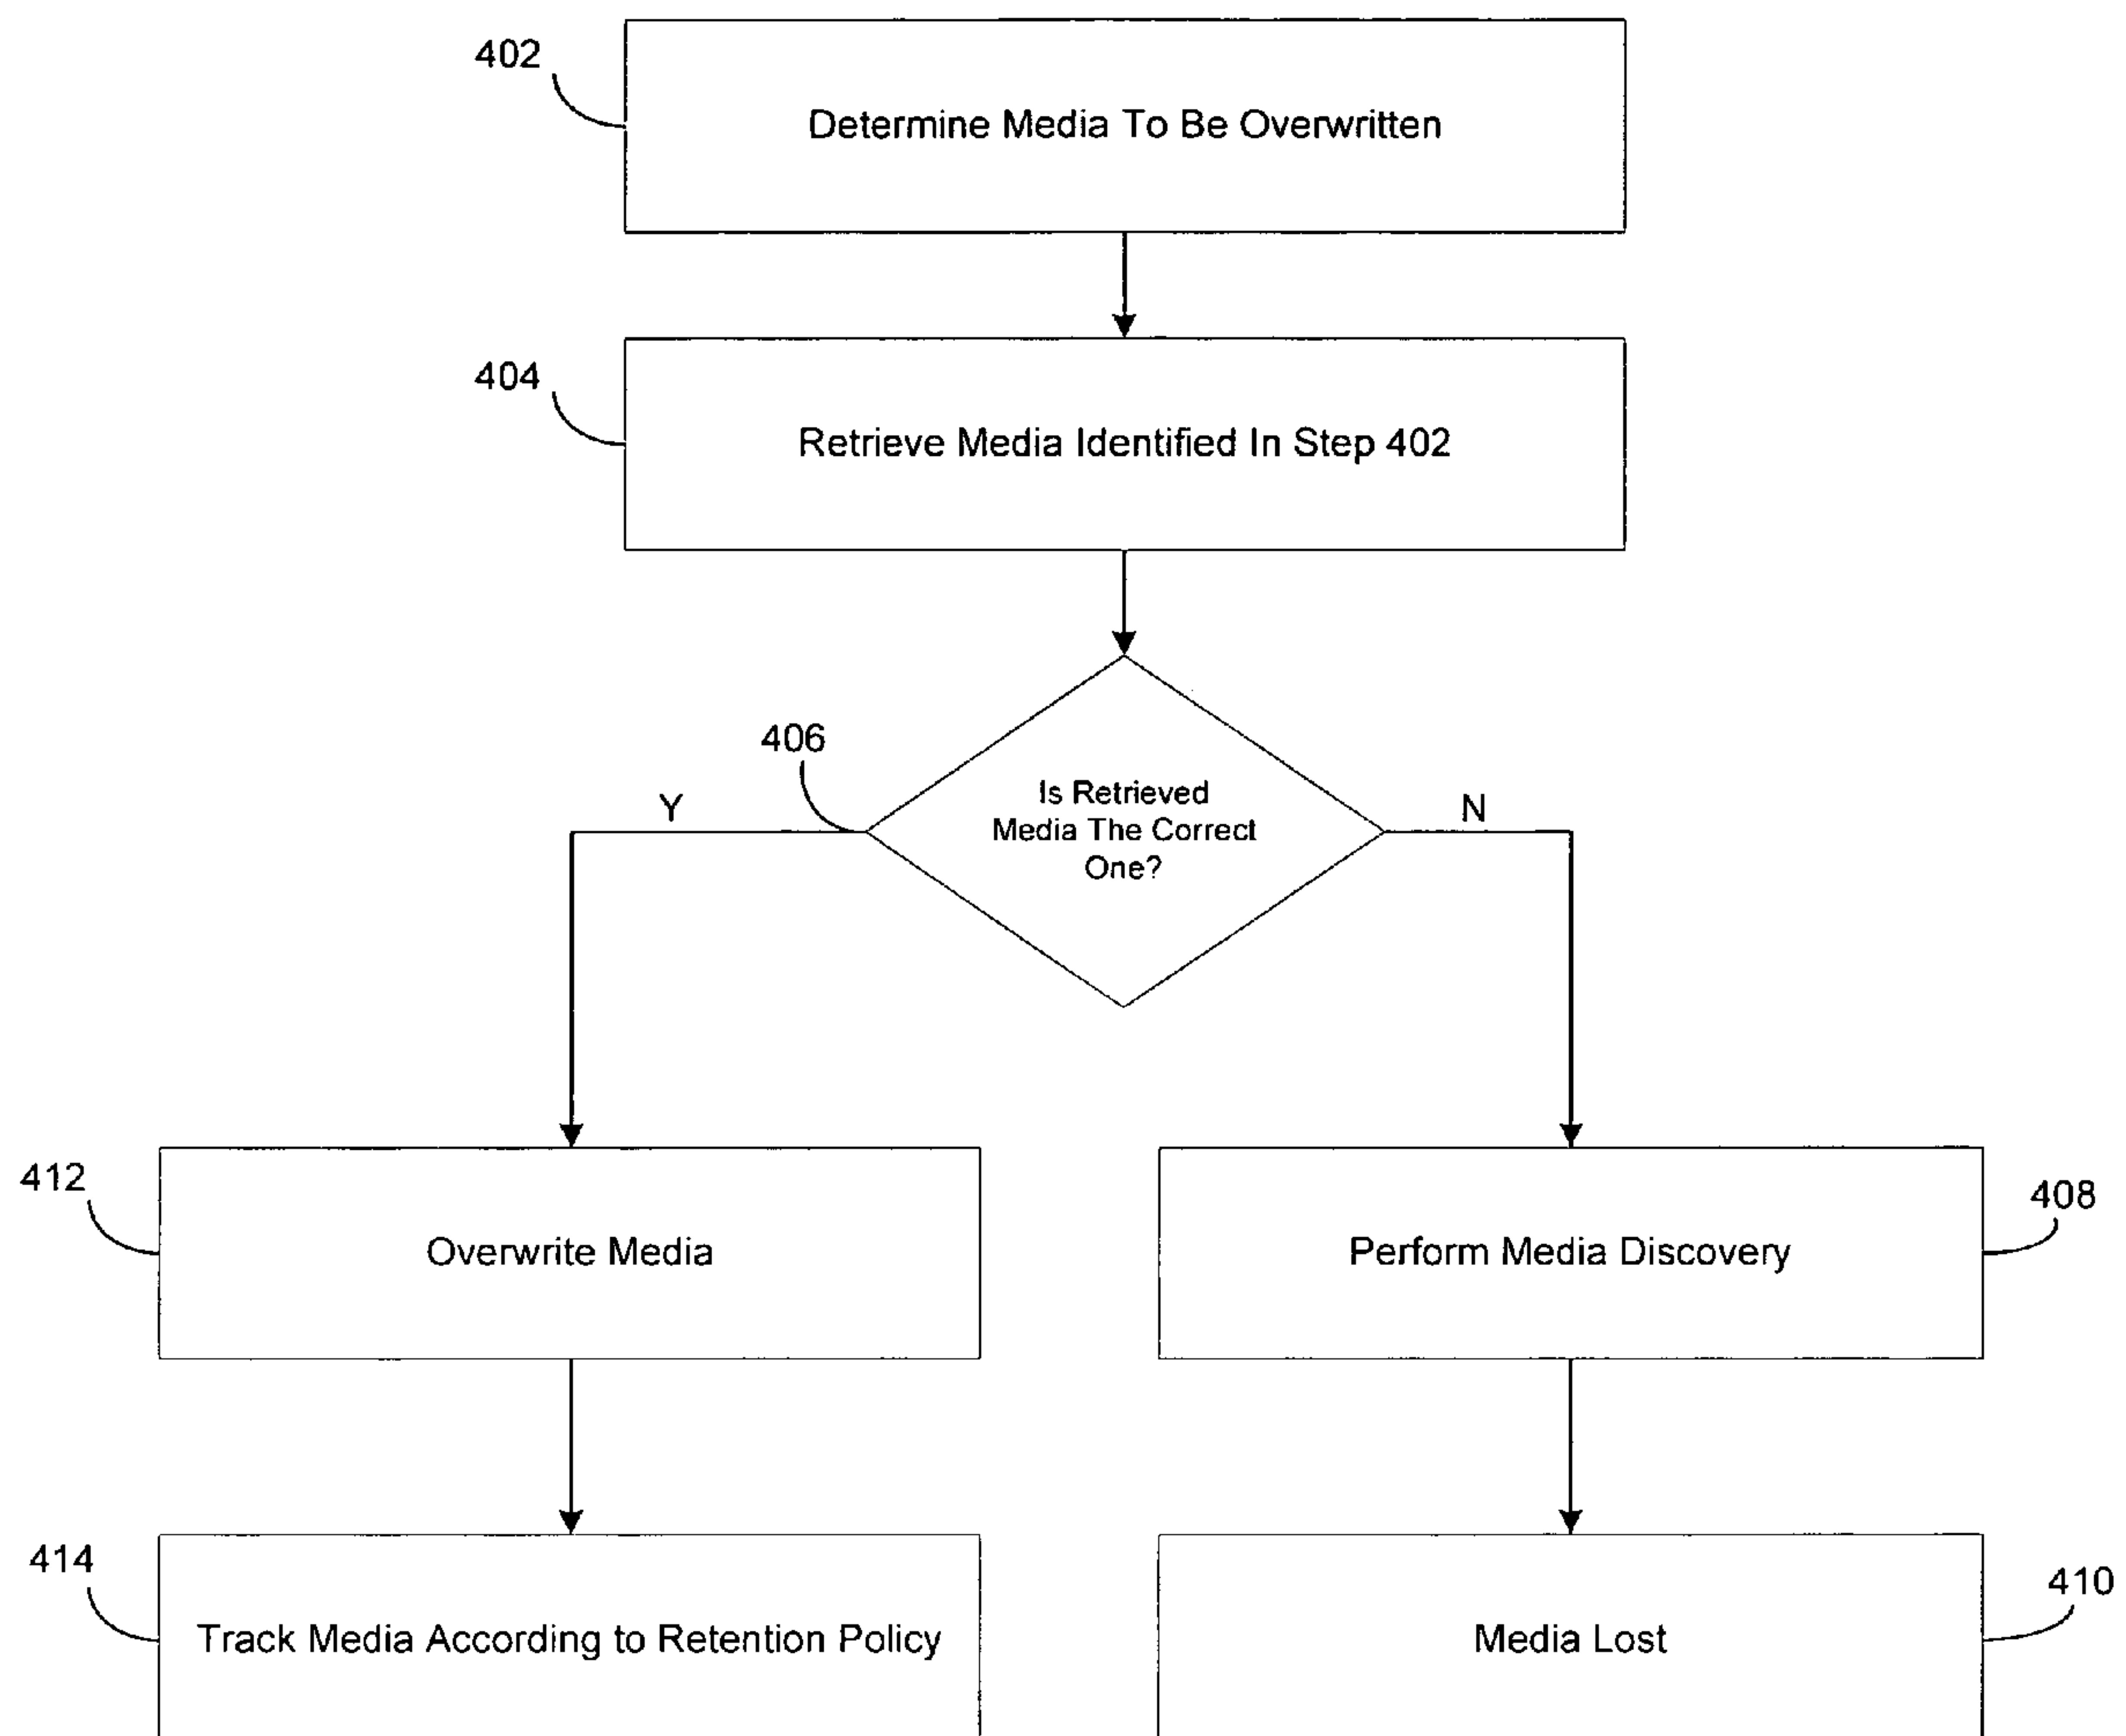 402
Determine Media To Be Overwritten
404
Retrieve Media Identified In Step 402
406
Y
Is Retrieved
Media The Correct
One?
N
412
Overwrite Media
Perform Media Discovery
408
414
Track Media According to Retention Policy
Media Lost
410